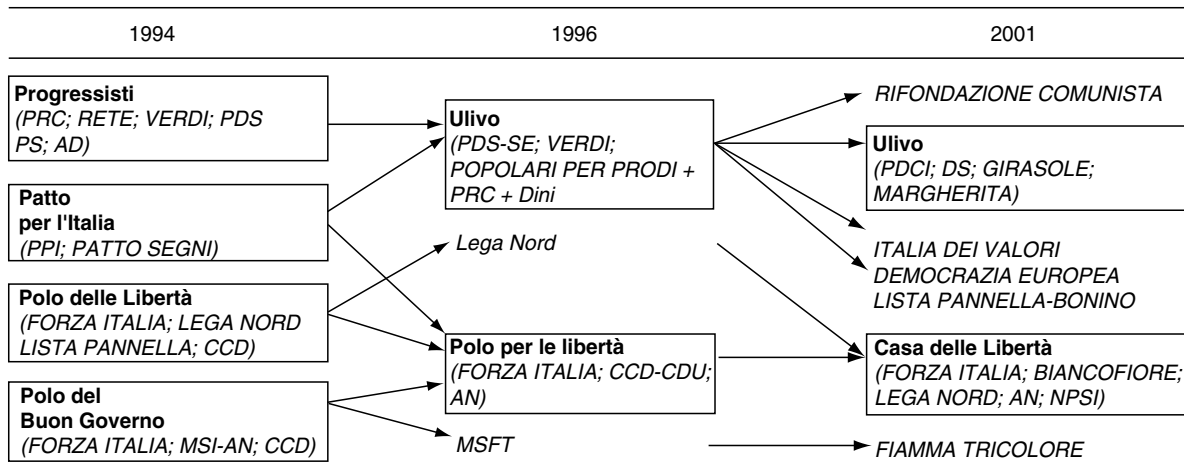 1994
1996
2001
Progressisti
(PRC; RETE; VERDI; PDS
PS; AD)
Patto
per l'Italia
(PPI; PATTO SEGNI)
Polo delle Libertà
(FORZA ITALIA; LEGA NORD
LISTA PANNELLA; CCD)
Polo del
Buon Governo
(FORZA ITALIA; MSI-AN; CCD)
Ulivo
(PDS-SE; VERDI;
POPOLARI PER PRODI +
PRC + Dini
Lega Nord
Polo per le libertà
(FORZA ITALIA; CCD-CDU;
AN)
MSFT
RIFONDAZIONE COMUNISTA
Ulivo
(PDCI; DS; GIRASOLE;
MARGHERITA)
ITALIA DEI VALORI
DEMOCRAZIA EUROPEA
LISTA PANNELLA-BONINO
Casa delle Libertà
(FORZA ITALIA; BIANCOFIORE;
LEGA NORD; AN; NPSI)
FIAMMA TRICOLORE